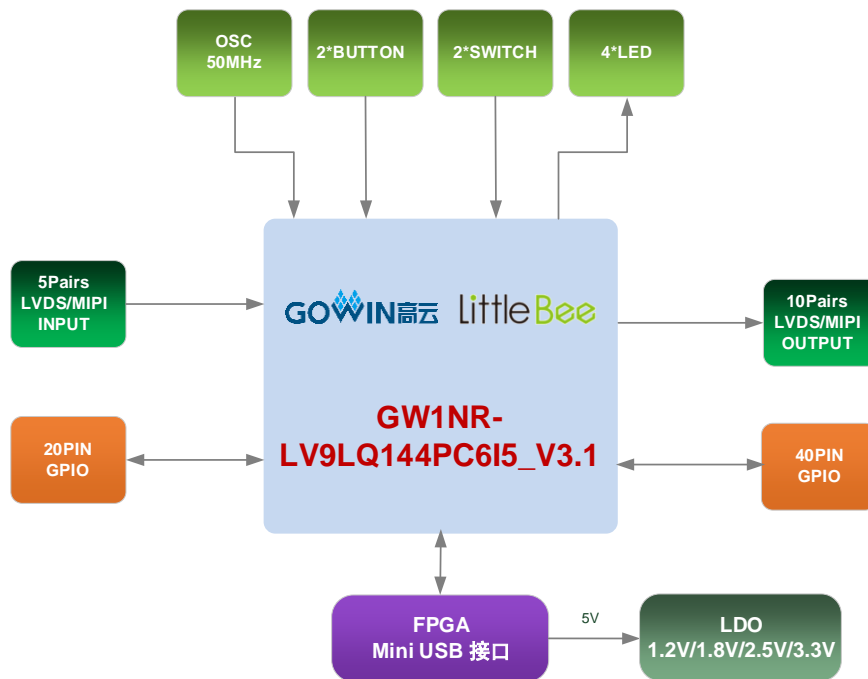 OSC
50MHz
2*BUTTON
2*SWITCH
4*LED
5Pairs
LVDS/MIPI
INPUT
GOWIN高云
LittleBee
10Pairs
LVDS/MIPI
OUTPUT
GW1NR-
LV9LQ144PC6I5_V3.1
20PIN
GPIO
40PIN
GPIO
FPGA
Mini USB 接口
5V
LDO
1.2V/1.8V/2.5V/3.3V